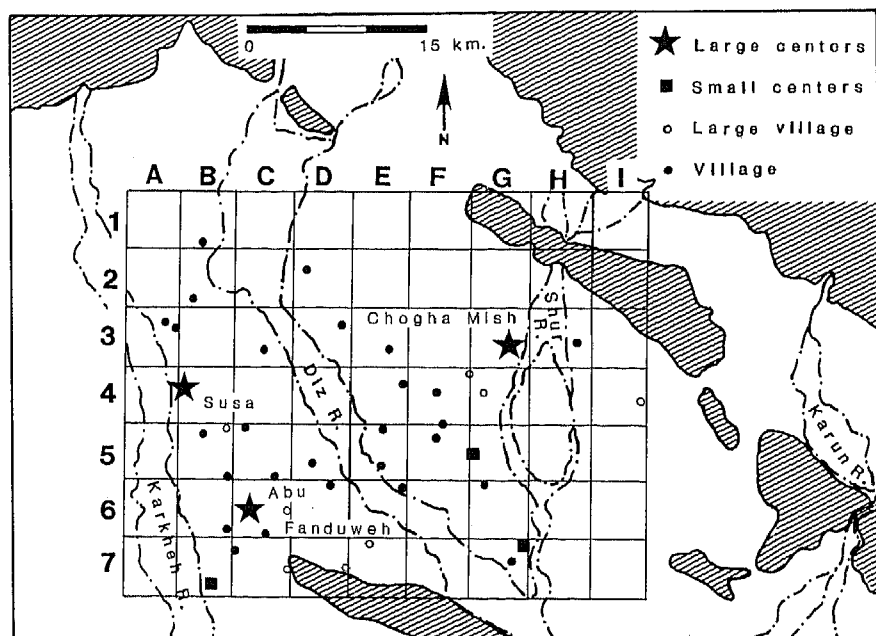 0 15 km.
N
Large centers
Small centers
Large village
Village
A B C D E F G H I
1
2
3
4
5
6
7
Chogha Mish
Shur R.
Susa
Diz R.
Abu
Fanduweh
Karkheh R.
Karun R.